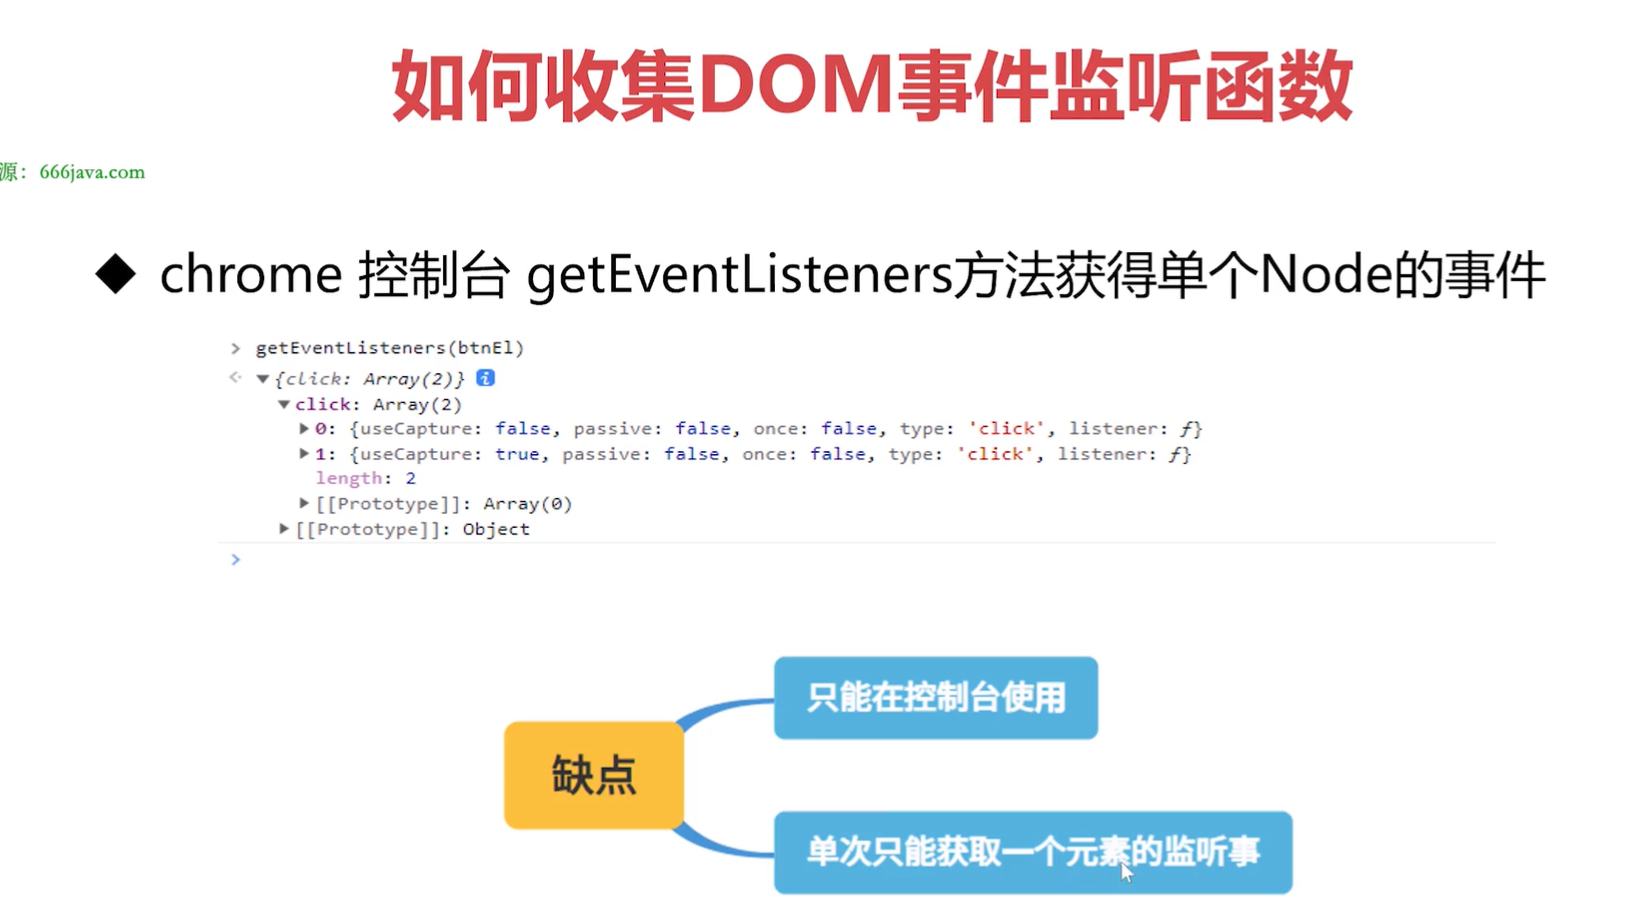 如何收集DOM事件监听函数
源：666java.com
◆ chrome 控制台 getEventListeners方法获得单个Node的事件
> getEventListeners(btnEl)
<· ▼{click: Array(2)} i
▼click: Array(2)
▶0: {useCapture: false, passive: false, once: false, type: 'click', listener: ƒ}
▶1: {useCapture: true, passive: false, once: false, type: 'click', listener: ƒ}
length: 2
▶[[Prototype]]: Array(0)
▶[[Prototype]]: Object
>
只能在控制台使用
缺点
单次只能获取一个元素的监听事